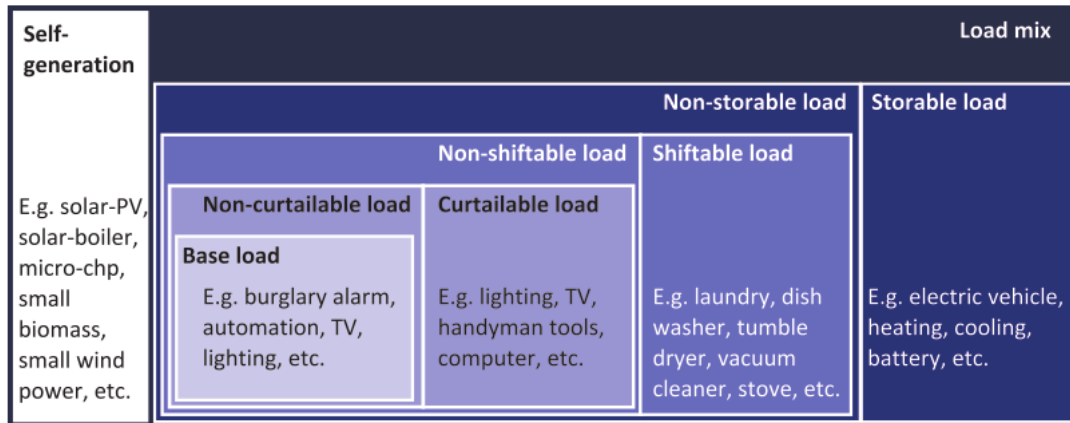 Self-
generation
Load mix
Non-storable load
Storable load
Non-shiftable load
Shiftable load
Non-curtailable load
Curtailable load
Base load
E.g. solar-PV,
solar-boiler,
micro-chp,
small
biomass,
small wind
power, etc.
E.g. burglary alarm,
automation, TV,
lighting, etc.
E.g. lighting, TV,
handyman tools,
computer, etc.
E.g. laundry, dish
washer, tumble
dryer, vacuum
cleaner, stove, etc.
E.g. electric vehicle,
heating, cooling,
battery, etc.